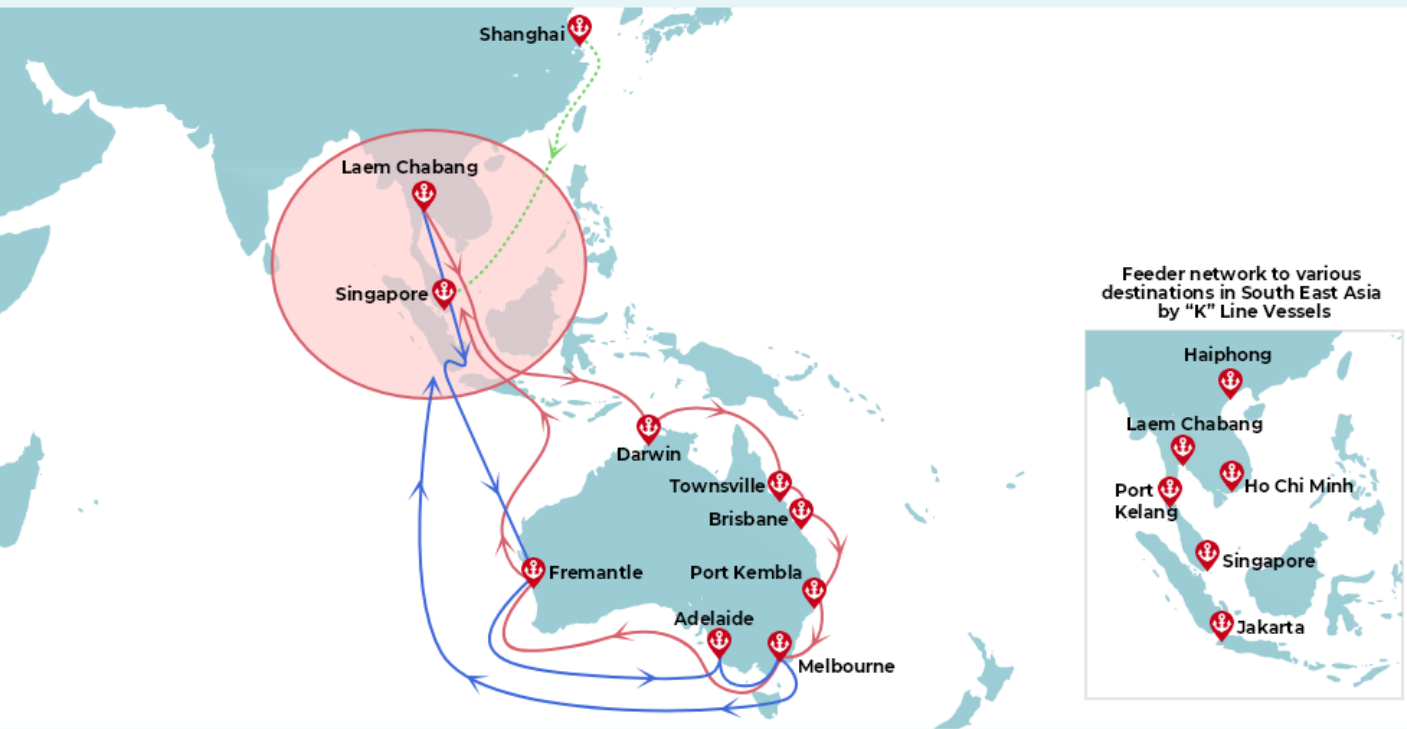 Shanghai
Laem Chabang
Singapore
Darwin
Townsville
Brisbane
Fremantle
Port Kembla
Adelaide
Melbourne
Feeder network to various
destinations in South East Asia
by “K” Line Vessels
Haiphong
Laem Chabang
Ho Chi Minh
Port
Kelang
Singapore
Jakarta